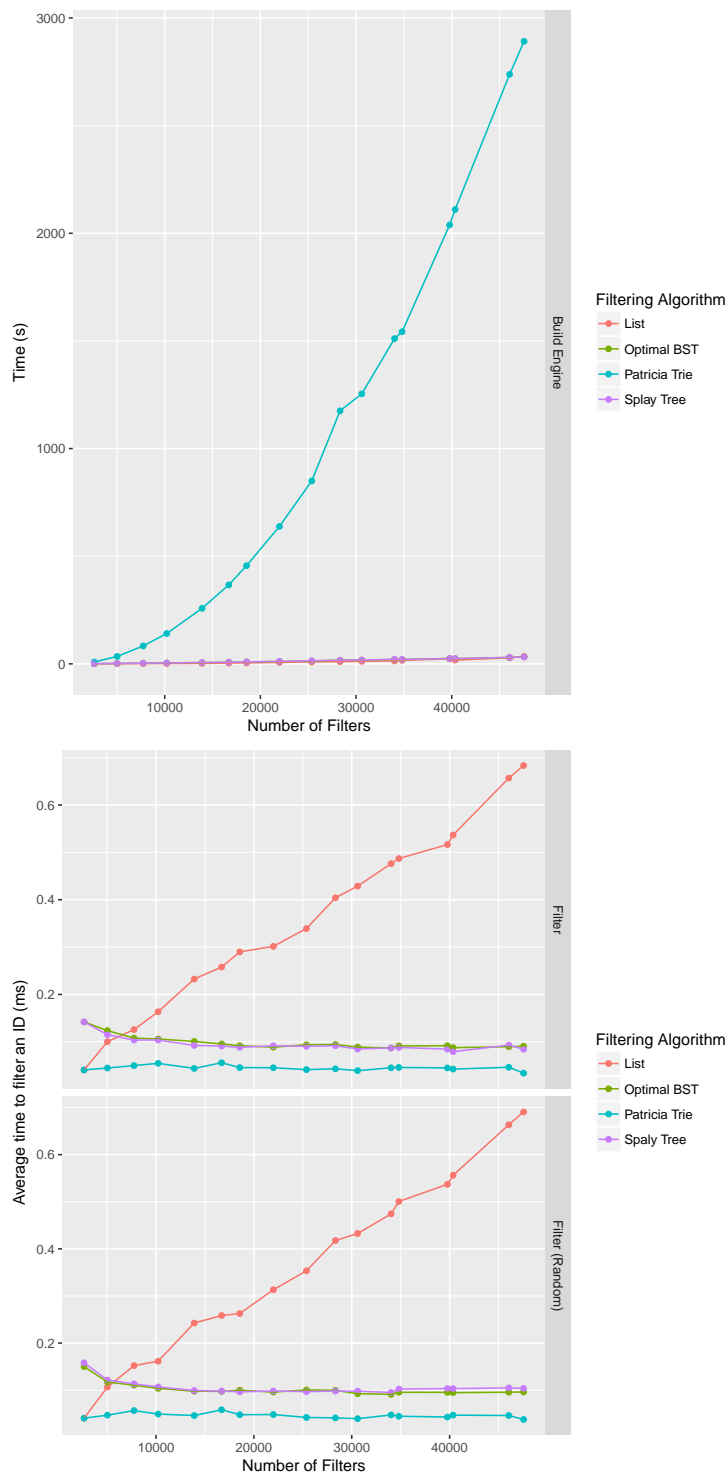 3000
2000
1000
0
Time (s)
10000 20000 30000 40000
Number of Filters
Build Engine
Filtering Algorithm
List
Optimal BST
Patricia Trie
Splay Tree
0.6
0.4
0.2
Filter
0.6
0.4
0.2
Filter (Random)
Average time to filter an ID (ms)
10000 20000 30000 40000
Number of Filters
Filtering Algorithm
List
Optimal BST
Patricia Trie
Spaly Tree